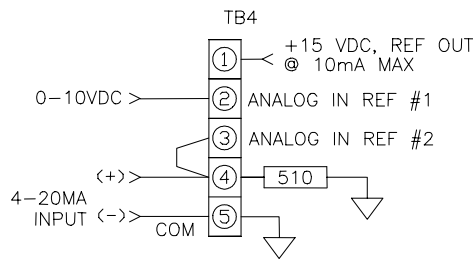 TB4
1 +15 VDC, REF OUT
@ 10mA MAX
0-10VDC 2 ANALOG IN REF #1
3 ANALOG IN REF #2
(+) 4 510
4-20MA
INPUT (-) COM 5